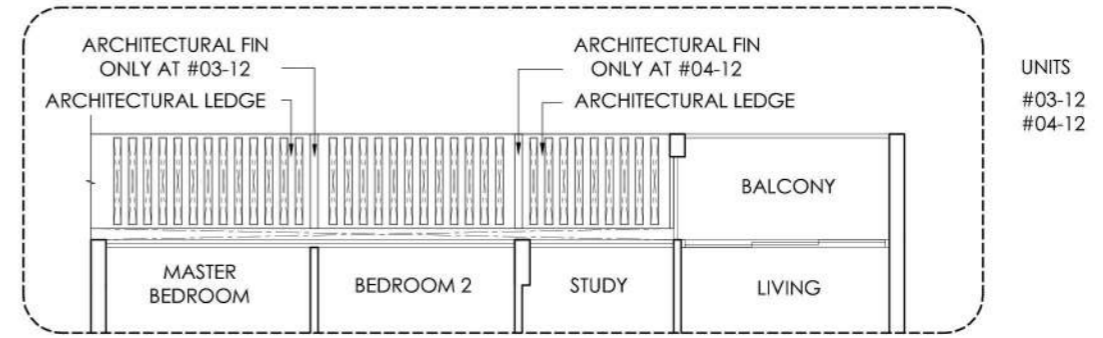 ARCHITECTURAL FIN
ONLY AT #03-12
ARCHITECTURAL LEDGE
ARCHITECTURAL FIN
ONLY AT #04-12
ARCHITECTURAL LEDGE
UNITS
#03-12
#04-12
BALCONY
MASTER
BEDROOM
BEDROOM 2
STUDY
LIVING